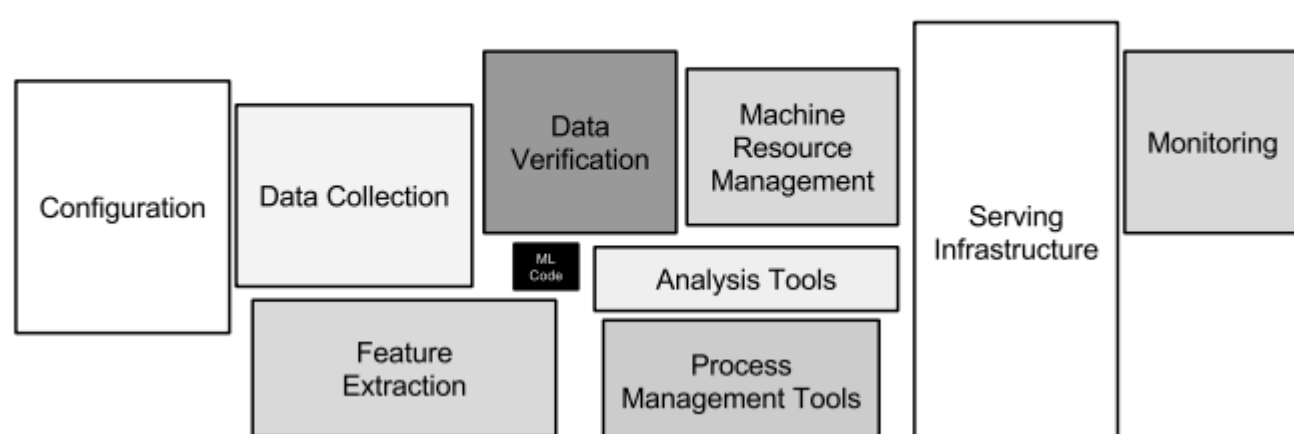 Configuration
Data Collection
Feature
Extraction
Data
Verification
ML
Code
Machine
Resource
Management
Analysis Tools
Process
Management Tools
Serving
Infrastructure
Monitoring